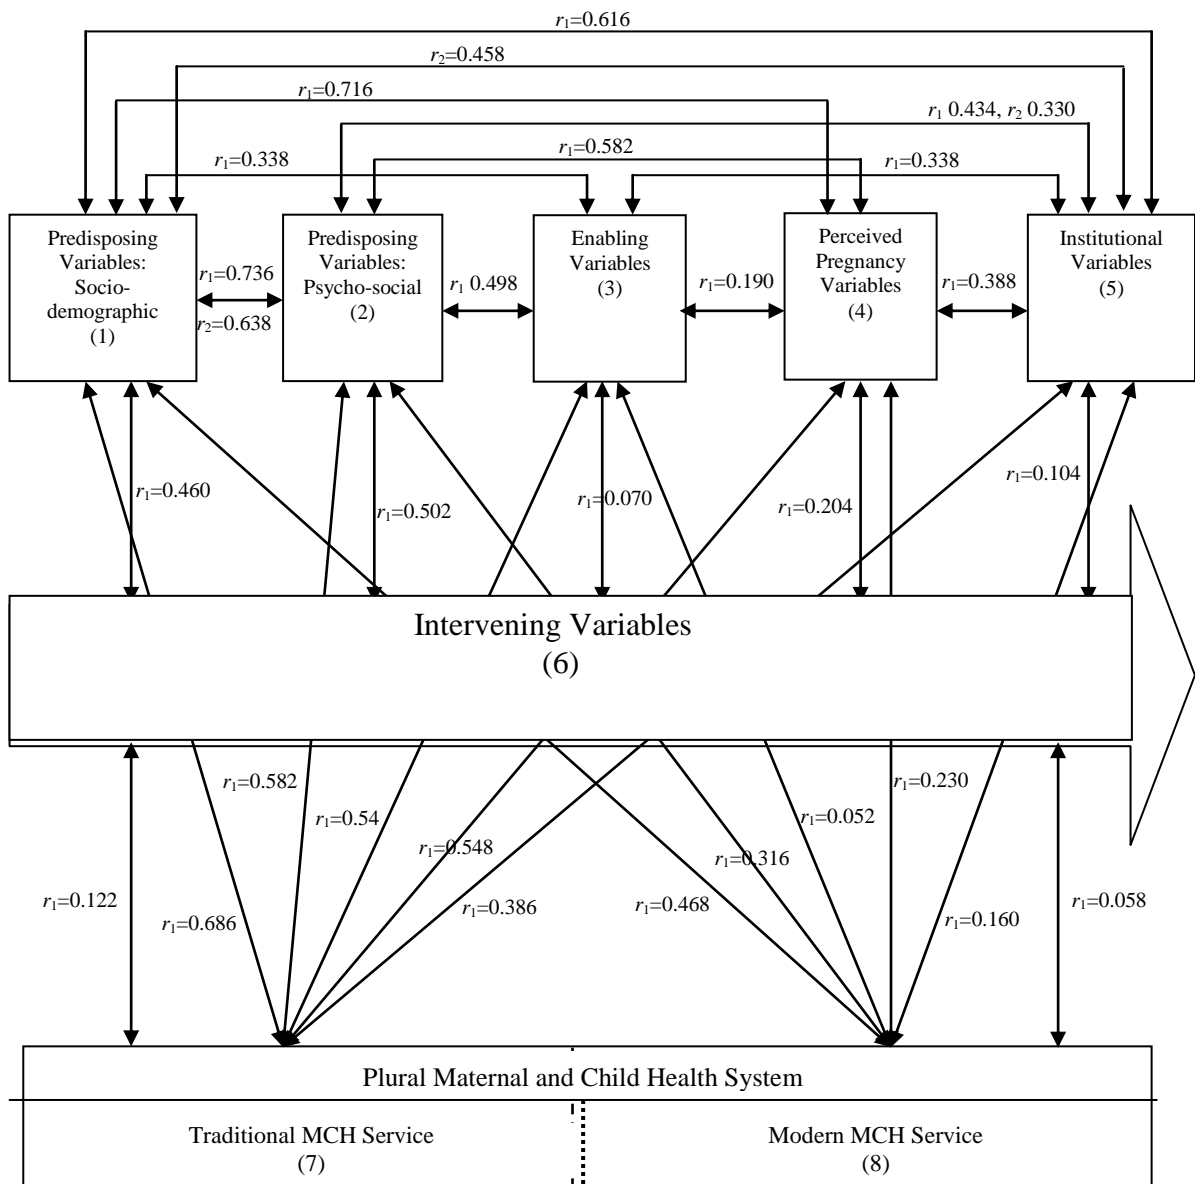 r₁=0.616
r₂=0.458
r₁=0.716
r₁ 0.434, r₂ 0.330
r₁=0.338
r₁=0.582
r₁=0.338
Predisposing
Variables:
Socio-
demographic
(1)
r₁=0.736
r₂=0.638
Predisposing
Variables:
Psycho-social
(2)
r₁ 0.498
Enabling
Variables
(3)
r₁=0.190
Perceived
Pregnancy
Variables
(4)
r₁=0.388
Institutional
Variables
(5)
r₁=0.460
r₁=0.502
r₁=0.070
r₁=0.204
r₁=0.104
Intervening Variables
(6)
r₁=0.582
r₁=0.54
r₁=0.548
r₁=0.316
r₁=0.052
r₁=0.230
r₁=0.122
r₁=0.686
r₁=0.386
r₁=0.468
r₁=0.160
r₁=0.058
Plural Maternal and Child Health System
Traditional MCH Service
(7)
Modern MCH Service
(8)